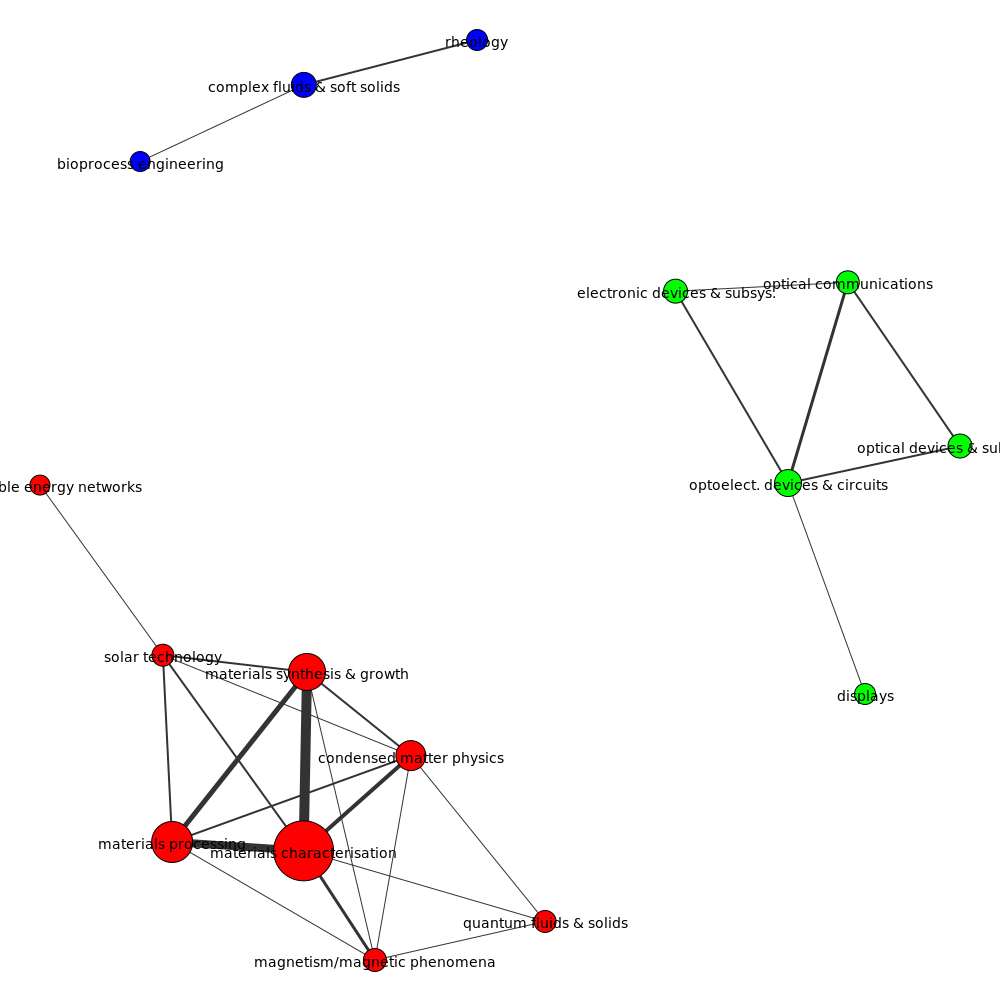 rheology
complex fluids & soft solids
bioprocess engineering
optical communications
electronic devices & subsys.
optical devices &
optoelect. devices & circuits
energy networks
solar technology
materials synthesis & growth
displays
condensed matter physics
materials processing
materials characterisation
quantum fluids & solids
magnetism/magnetic phenomena